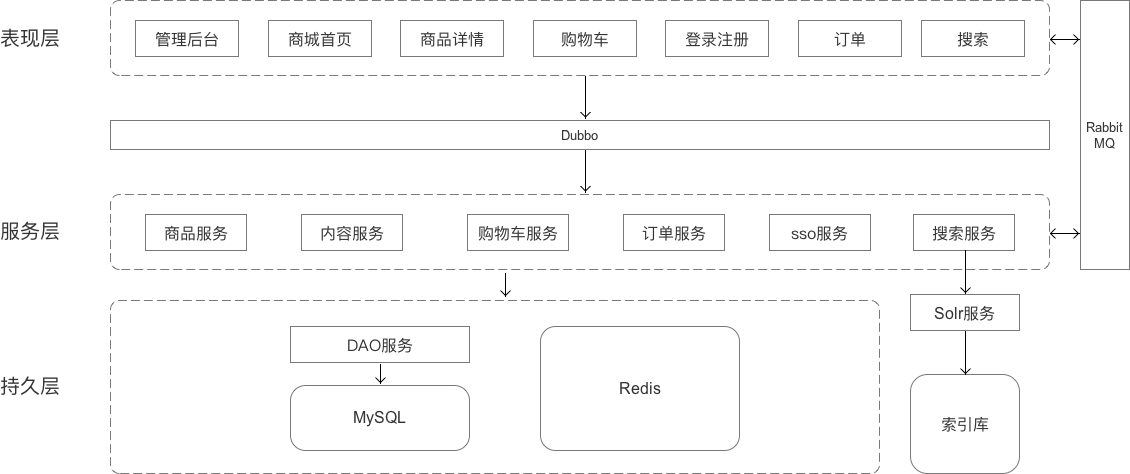 表现层
管理后台
商城首页
商品详情
购物车
登录注册
订单
搜索
Dubbo
Rabbit
MQ
服务层
商品服务
内容服务
购物车服务
订单服务
sso服务
搜索服务
Solr服务
持久层
DAO服务
MySQL
Redis
索引库